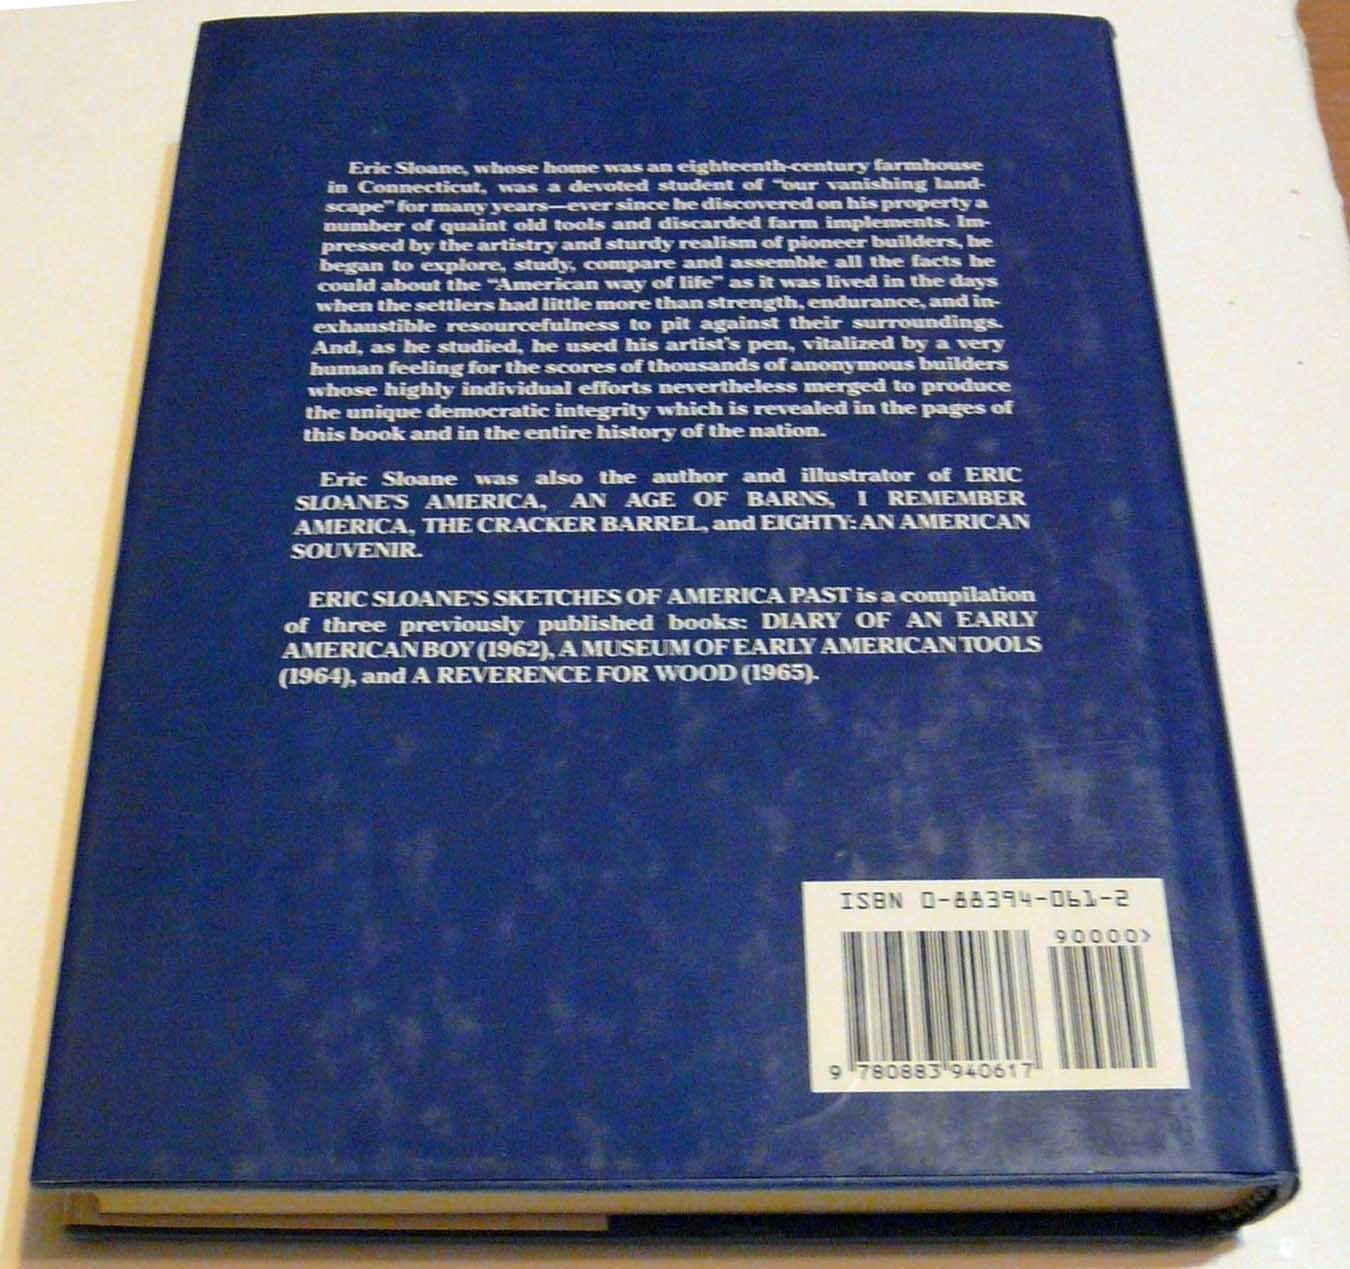 Eric Sloane, whose home was an eighteenth-century farmhouse
in Connecticut, was a devoted student of "our vanishing land-
scape" for many years—ever since he discovered on his property a
number of quaint old tools and discarded farm implements. Im-
pressed by the artistry and sturdy realism of pioneer builders, he
began to explore, study, compare and assemble all the facts he
could about the "American way of life" as it was lived in the days
when the settlers had little more than strength, endurance, and in-
exhaustible resourcefulness to pit against their surroundings.
And, as he studied, he used his artist's pen, vitalized by a very
human feeling for the scores of thousands of anonymous builders
whose highly individual efforts nevertheless merged to produce
the unique democratic integrity which is revealed in the pages of
this book and in the entire history of the nation.
Eric Sloane was also the author and illustrator of ERIC
SLOANE'S AMERICA, AN AGE OF BARNS, I REMEMBER
AMERICA, THE CRACKER BARREL, and EIGHTY: AN AMERICAN
SOUVENIR.
ERIC SLOANE'S SKETCHES OF AMERICA PAST is a compilation
of three previously published books: DIARY OF AN EARLY
AMERICAN BOY (1962), A MUSEUM OF EARLY AMERICAN TOOLS
(1964), and A REVERENCE FOR WOOD (1965).
ISBN 0-88394-061-2
90000>
9 780883 940617